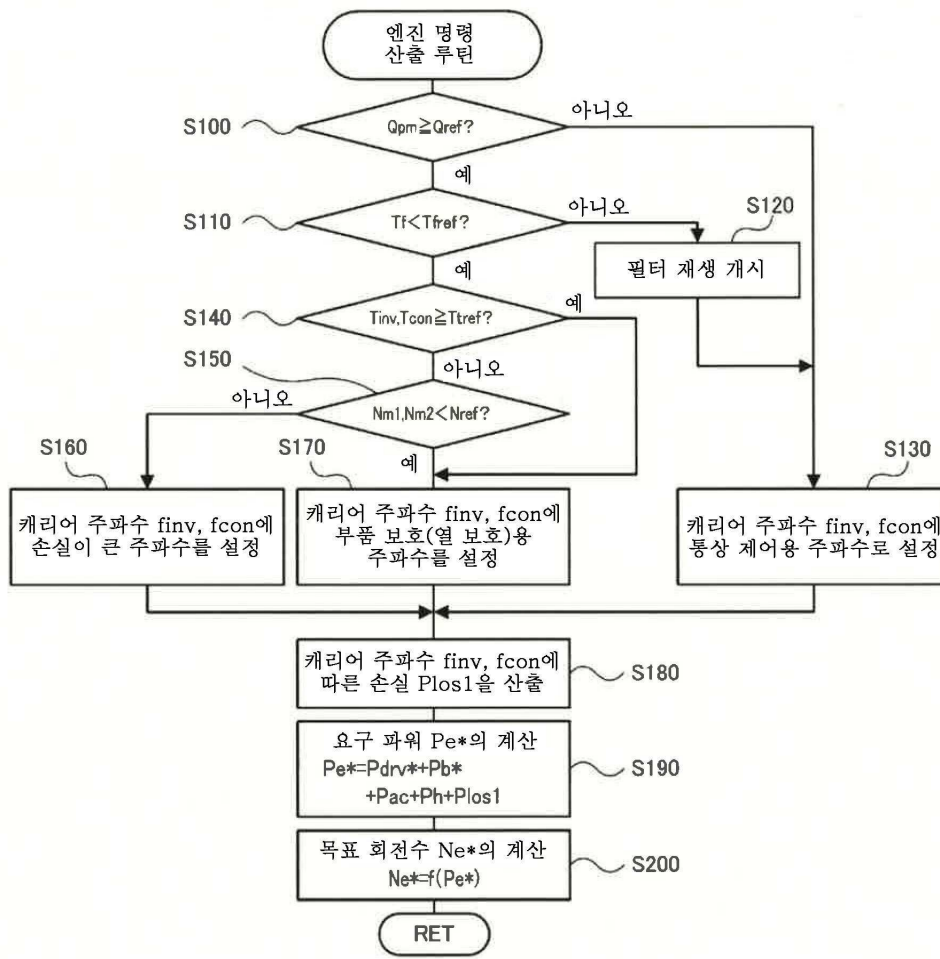 엔진 명령
산출 루틴
S100
Qpm≧Qref?
아니오
예
S110
Tf<Tfref?
아니오
S120
필터 재생 개시
예
S140
Tinv,Tcon≧Ttref?
예
S150
아니오
아니오
Nm1,Nm2<Nref?
예
S160
캐리어 주파수 finv, fcon에
손실이 큰 주파수를 설정
S170
캐리어 주파수 finv, fcon에
부품 보호(열 보호)용
주파수를 설정
S130
캐리어 주파수 finv, fcon에
통상 제어용 주파수로 설정
캐리어 주파수 finv, fcon에
따른 손실 Plos1을 산출
S180
요구 파워 Pe*의 계산
Pe*=Pdrv*+Pb*
+Pac+Ph+Plos1
S190
목표 회전수 Ne*의 계산
Ne*=f(Pe*)
S200
RET